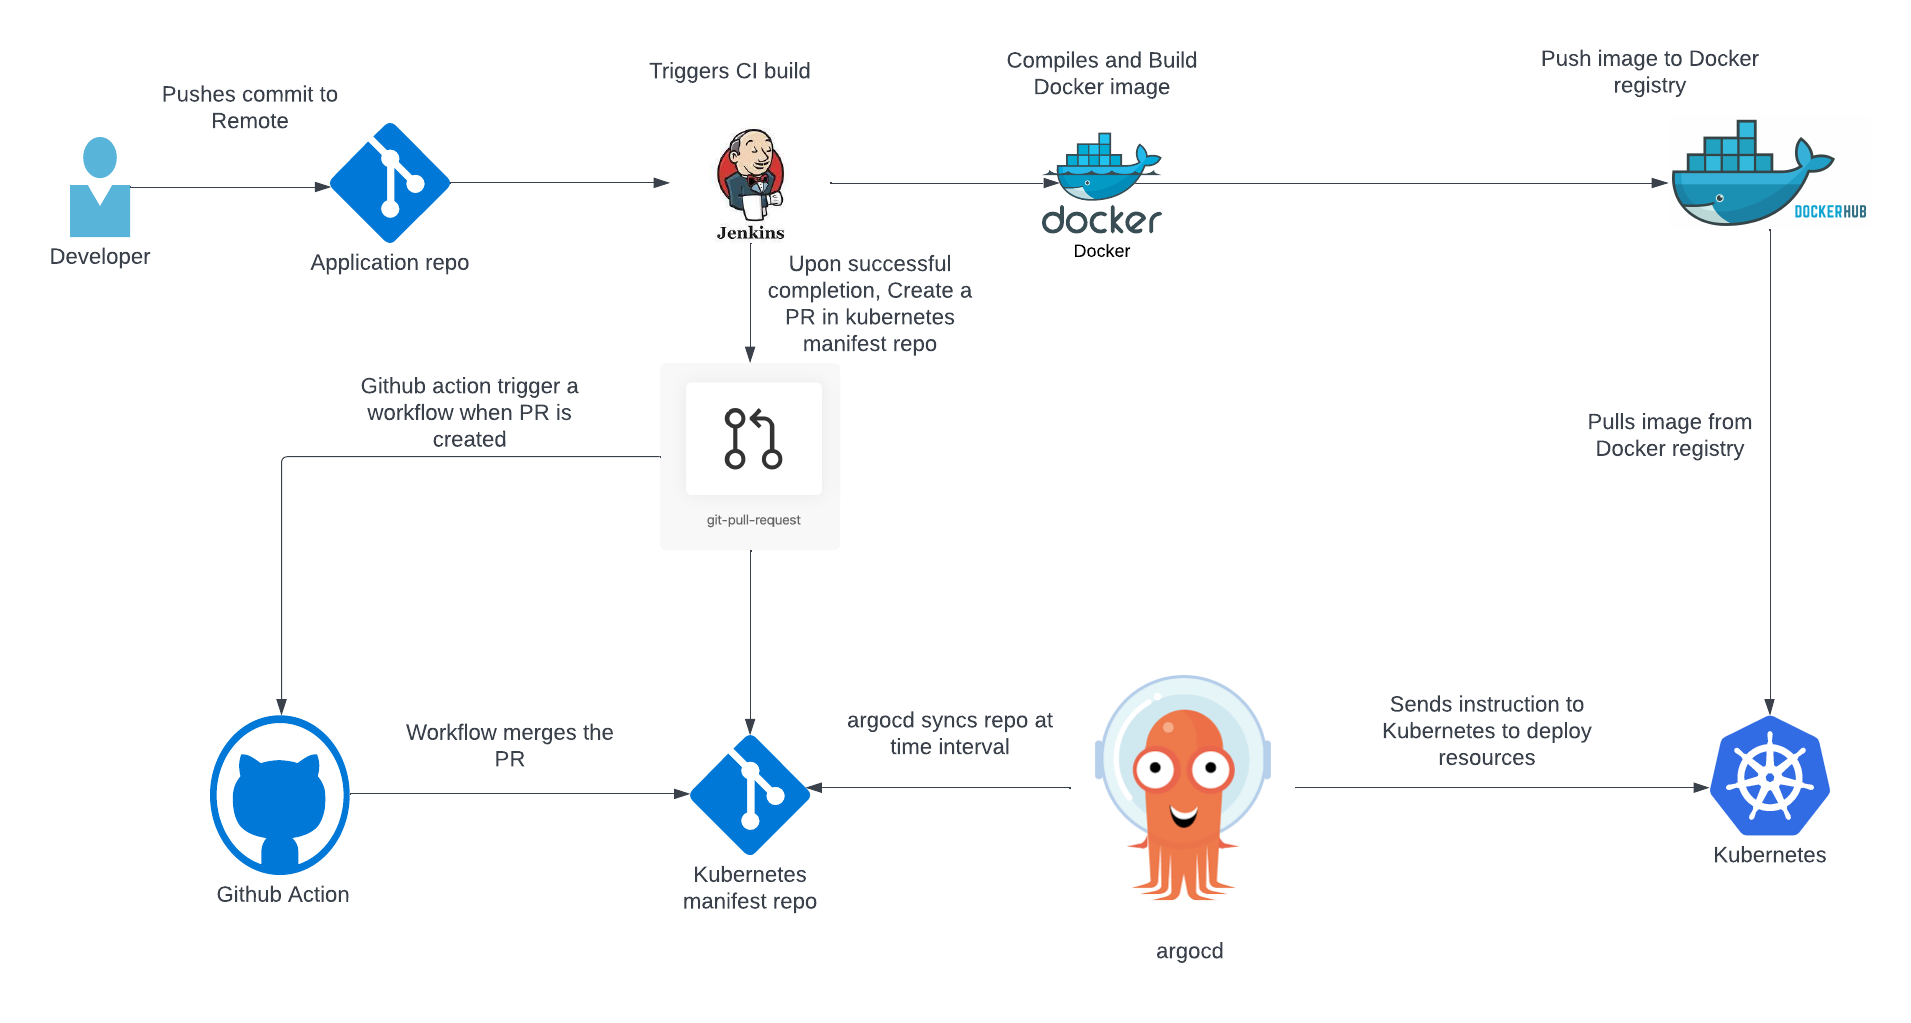 Triggers CI build
Compiles and Build
Docker image
Push image to Docker
registry
Pushes commit to
Remote
Developer
Application repo
Jenkins
docker
Docker
DOCKERHUB
Upon successful
completion, Create a
PR in kubernetes
manifest repo
Github action trigger a
workflow when PR is
created
git-pull-request
Pulls image from
Docker registry
Workflow merges the
PR
argocd syncs repo at
time interval
Sends instruction to
Kubernetes to deploy
resources
Github Action
Kubernetes
manifest repo
argocd
Kubernetes